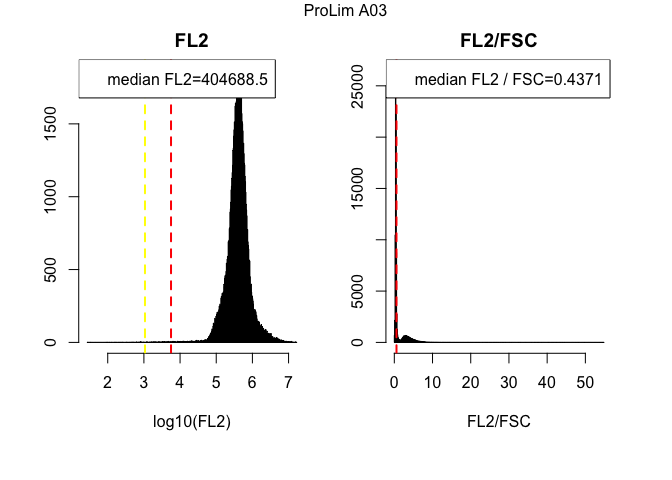 ProLim A03
FL2
median FL2=404688.5
0
500
1000
1500
2 3 4 5 6 7
log10(FL2)
FL2/FSC
median FL2 / FSC=0.4371
0
5000
15000
25000
0 10 20 30 40 50
FL2/FSC